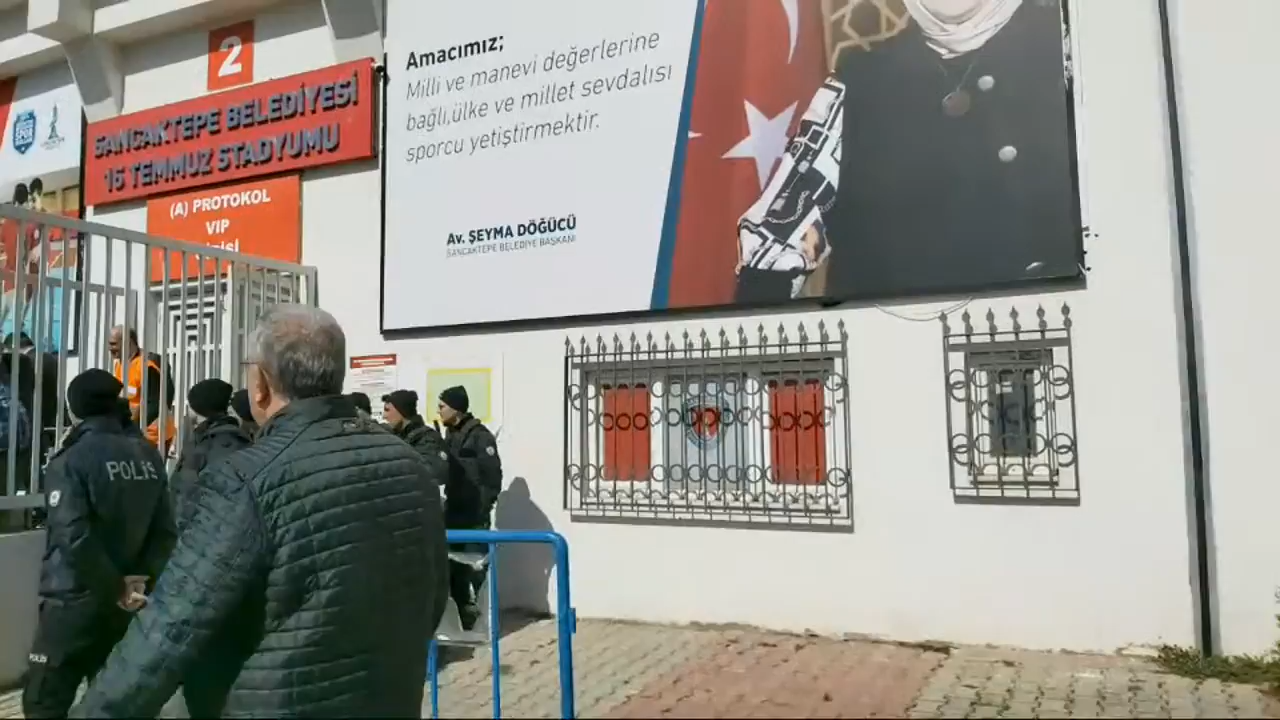 2
SANCAKTEPE BELEDİYESİ
15 TEMMUZ STADYUMU
(A) PROTOKOL
VIP
Amacımız;
Milli ve manevi değerlerine
bağlı,ülke ve millet sevdalısı
sporcu yetiştirmektir.
Av. ŞEYMA DÖĞÜCÜ
SANCAKTEPE BELEDİYE BAŞKANI
POLİS
POLİS